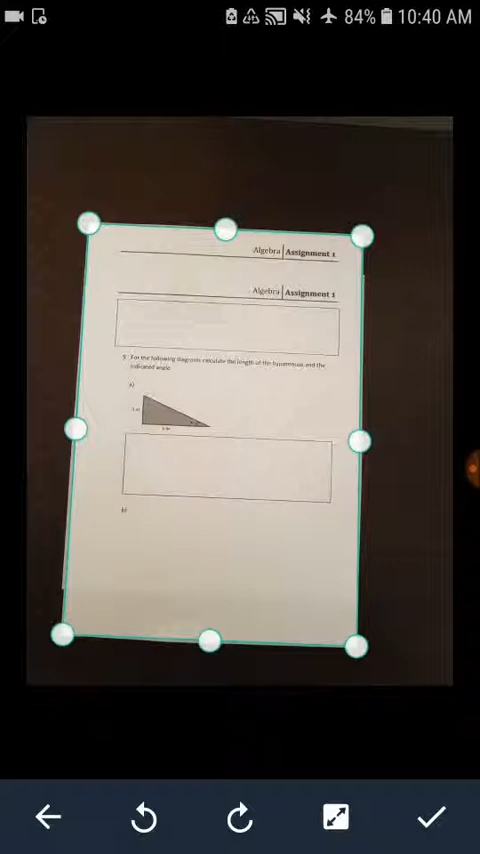 84% 10:40 AM
Algebra | Assignment 1
Algebra | Assignment 1
5 For the following diagrams calculate the length of the hypotenuse and the
indicated angle
a)
b)